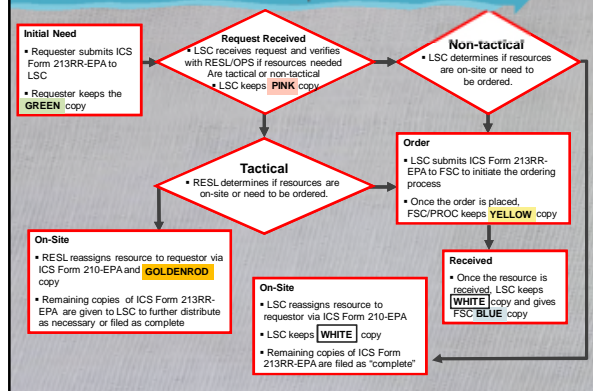 Initial Need
▪ Requester submits ICS
Form 213RR-EPA to
LSC
▪ Requester keeps the
GREEN copy
Request Received
▪ LSC receives request and verifies
with RESL/OPS if resources needed
Are tactical or non-tactical
▪ LSC keeps PINK copy
Non-tactical
▪ LSC determines if resources
are on-site or need to
be ordered.
Tactical
▪ RESL determines if resources are
on-site or need to be ordered.
Order
▪ LSC submits ICS Form 213RR-
EPA to FSC to initiate the ordering
process
▪ Once the order is placed,
FSC/PROC keeps YELLOW copy
On-Site
▪ RESL reassigns resource to requestor via
ICS Form 210-EPA and GOLDENROD
copy
▪ Remaining copies of ICS Form 213RR-
EPA are given to LSC to further distribute
as necessary or filed as complete
Received
▪ Once the resource is
received, LSC keeps
WHITE copy and gives
FSC BLUE copy
On-Site
▪ LSC reassigns resource to
requestor via ICS Form 210-EPA
▪ LSC keeps WHITE copy
▪ Remaining copies of ICS Form
213RR-EPA are filed as “complete”